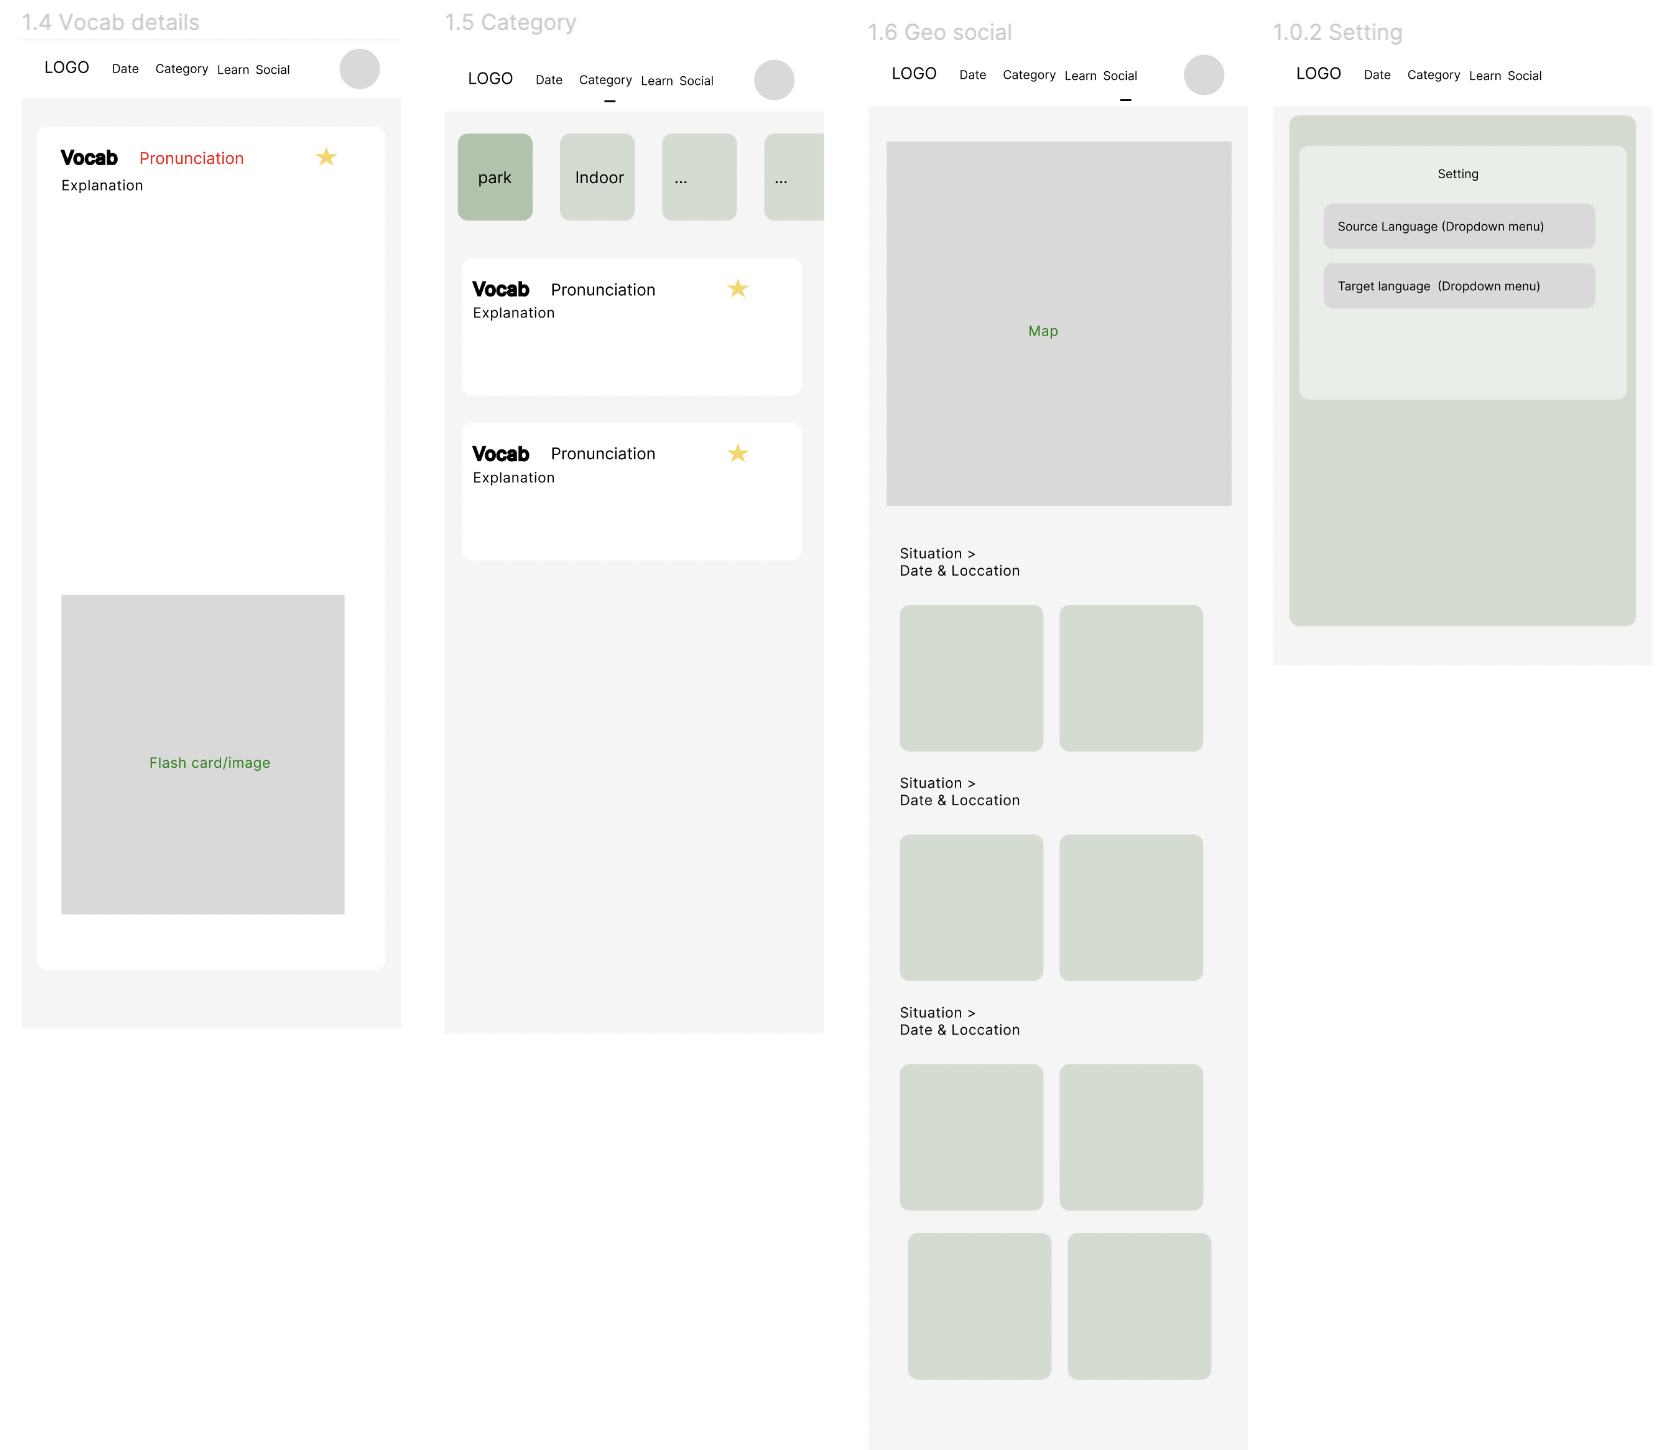 1.4 Vocab details
LOGO Date Category Learn Social
Vocab Pronunciation
Explanation
Flash card/image
1.5 Category
LOGO Date Category Learn Social
park Indoor ... ...
Vocab Pronunciation
Explanation
Vocab Pronunciation
Explanation
1.6 Geo social
LOGO Date Category Learn Social
Map
Situation >
Date & Loccation
Situation >
Date & Loccation
Situation >
Date & Loccation
1.0.2 Setting
LOGO Date Category Learn Social
Setting
Source Language (Dropdown menu)
Target language (Dropdown menu)